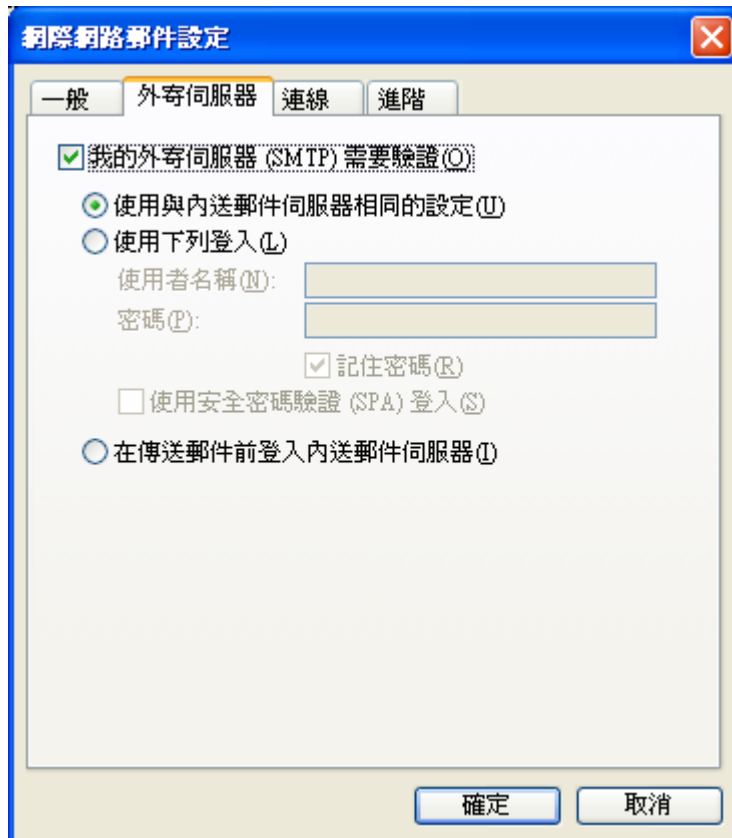 網際網路郵件設定
一般 外寄伺服器 連線 進階
我的外寄伺服器 (SMTP) 需要驗證(O)
使用與內送郵件伺服器相同的設定(U)
使用下列登入(L)
使用者名稱(N):
密碼(P):
記住密碼(R)
使用安全密碼驗證 (SPA) 登入(S)
在傳送郵件前登入內送郵件伺服器(I)
確定 取消